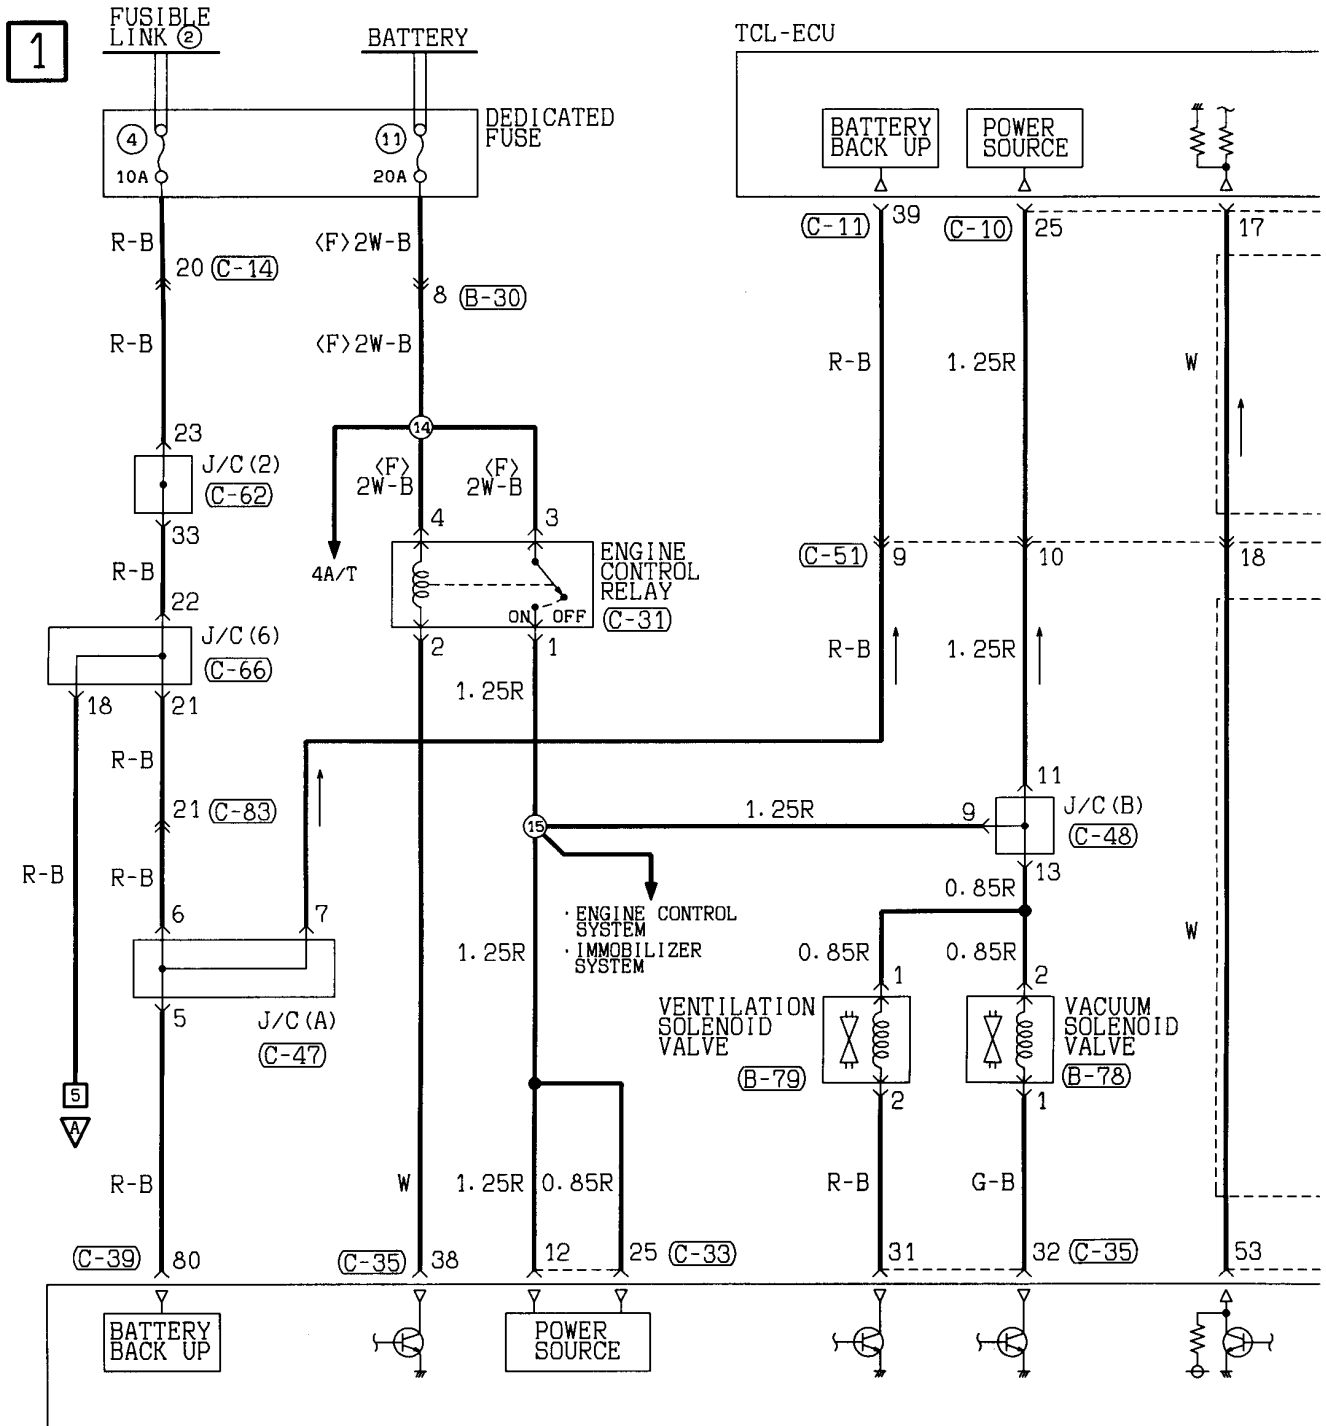 1
FUSIBLE
LINK ②
BATTERY
TCL-ECU
DEDICATED
FUSE
④
10A
⑪
20A
BATTERY
BACK UP
POWER
SOURCE
C-11
39
C-10
25
17
R-B
<F>2W-B
20 C-14
8 B-30
R-B
<F>2W-B
R-B
1.25R
W
14
23
J/C(2)
C-62
<F>
2W-B
<F>
2W-B
33
4
3
4A/T
ENGINE
CONTROL
RELAY
C-31
ON OFF
C-51
9
10
18
R-B
22
J/C(6)
C-66
2
1
R-B
1.25R
18
21
1.25R
R-B
21 C-83
11
J/C(B)
C-48
1.25R
9
15
13
R-B
R-B
0.85R
6
7
· ENGINE CONTROL
SYSTEM
· IMMOBILIZER
SYSTEM
1.25R
0.85R
0.85R
W
1
2
5
J/C(A)
C-47
VENTILATION
SOLENOID
VALVE
B-79
VACUUM
SOLENOID
VALVE
B-78
5
A
2
1
R-B
W
1.25R
0.85R
R-B
G-B
C-39
80
C-35
38
12
25
C-33
31
32
C-35
53
BATTERY
BACK UP
POWER
SOURCE